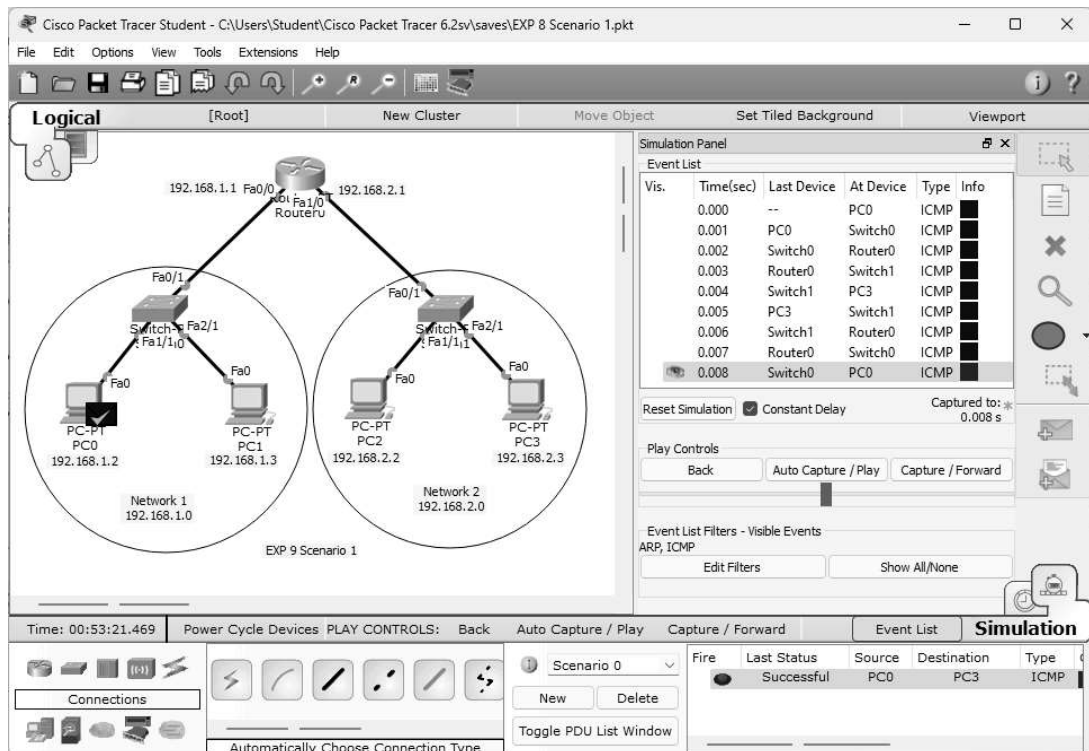 Cisco Packet Tracer Student - C:\Users\Student\Cisco Packet Tracer 6.2sv\saves\EXP 8 Scenario 1.pkt
File Edit Options View Tools Extensions Help
Logical [Root] New Cluster Move Object Set Tiled Background Viewport
192.168.1.1 Fa0/0
192.168.2.1
Fa1/0
Router0
Fa0/1
Fa0/1
Fa2/1
Fa1/1
Fa2/1
Fa1/1
Fa0
Fa0
Fa0
Fa0
PC-PT
PC0
192.168.1.2
PC-PT
PC1
192.168.1.3
PC-PT
PC2
192.168.2.2
PC-PT
PC3
192.168.2.3
Network 1
192.168.1.0
Network 2
192.168.2.0
EXP 9 Scenario 1
Simulation Panel
Event List
Vis. Time(sec) Last Device At Device Type Info
0.000 -- PC0 ICMP
0.001 PC0 Switch0 ICMP
0.002 Switch0 Router0 ICMP
0.003 Router0 Switch1 ICMP
0.004 Switch1 PC3 ICMP
0.005 PC3 Switch1 ICMP
0.006 Switch1 Router0 ICMP
0.007 Router0 Switch0 ICMP
0.008 Switch0 PC0 ICMP
Reset Simulation Constant Delay Captured to: *
0.008 s
Play Controls
Back Auto Capture / Play Capture / Forward
Event List Filters - Visible Events
ARP, ICMP
Edit Filters Show All/None
Time: 00:53:21.469 Power Cycle Devices PLAY CONTROLS: Back Auto Capture / Play Capture / Forward Event List Simulation
Connections
Automatically Choose Connection Type
Scenario 0
New Delete
Toggle PDU List Window
Fire Last Status Source Destination Type
Successful PC0 PC3 ICMP